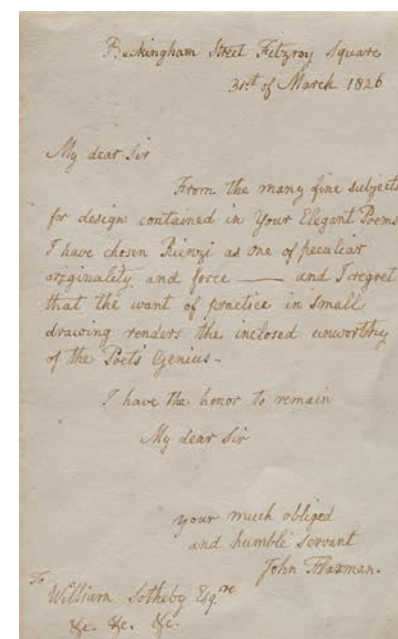 Buckingham Street Fitzroy Square
31st of March 1826
My dear Sir
From the many fine subjects
for design contained in Your Elegant Poems
I have chosen Rienzi as one of peculiar
originality and force — and I regret
that the want of practice in small
drawing renders the inclosed unworthy
of the Poets Genius -
I have the honor to remain
My dear Sir
your much obliged
and humble servant
John Flaxman.
To
William Sotheby Esqre
&c. &c. &c.